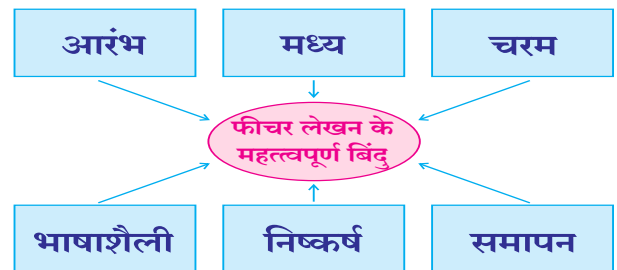 आरंभ
मध्य
चरम
फीचर लेखन के
महत्त्वपूर्ण बिंदु
भाषाशैली
निष्कर्ष
समापन